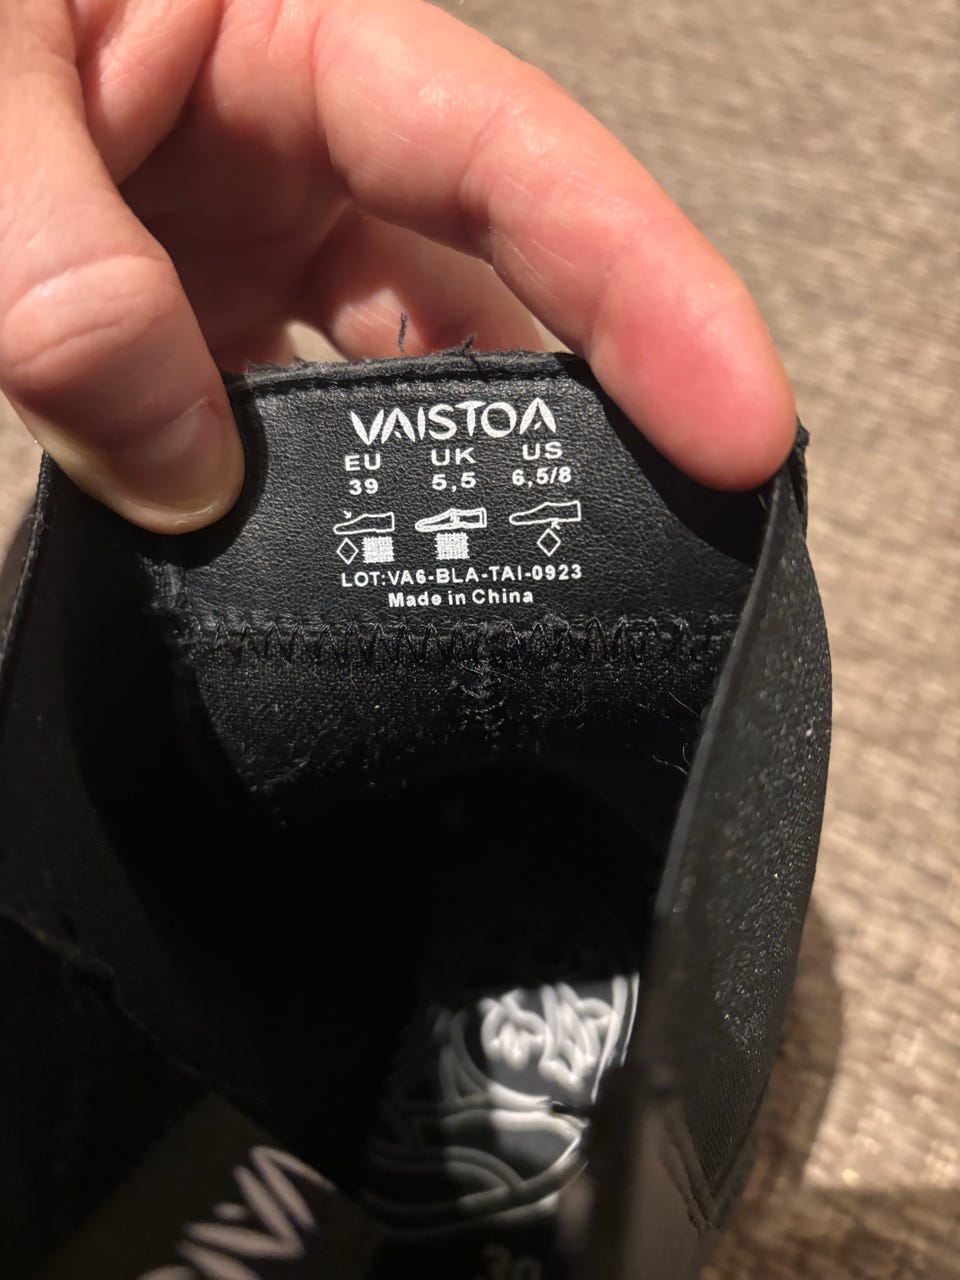 VAISTOA
EU UK US
39 5,5 6,5/8
LOT:VA6-BLA-TAI-0923
Made in China